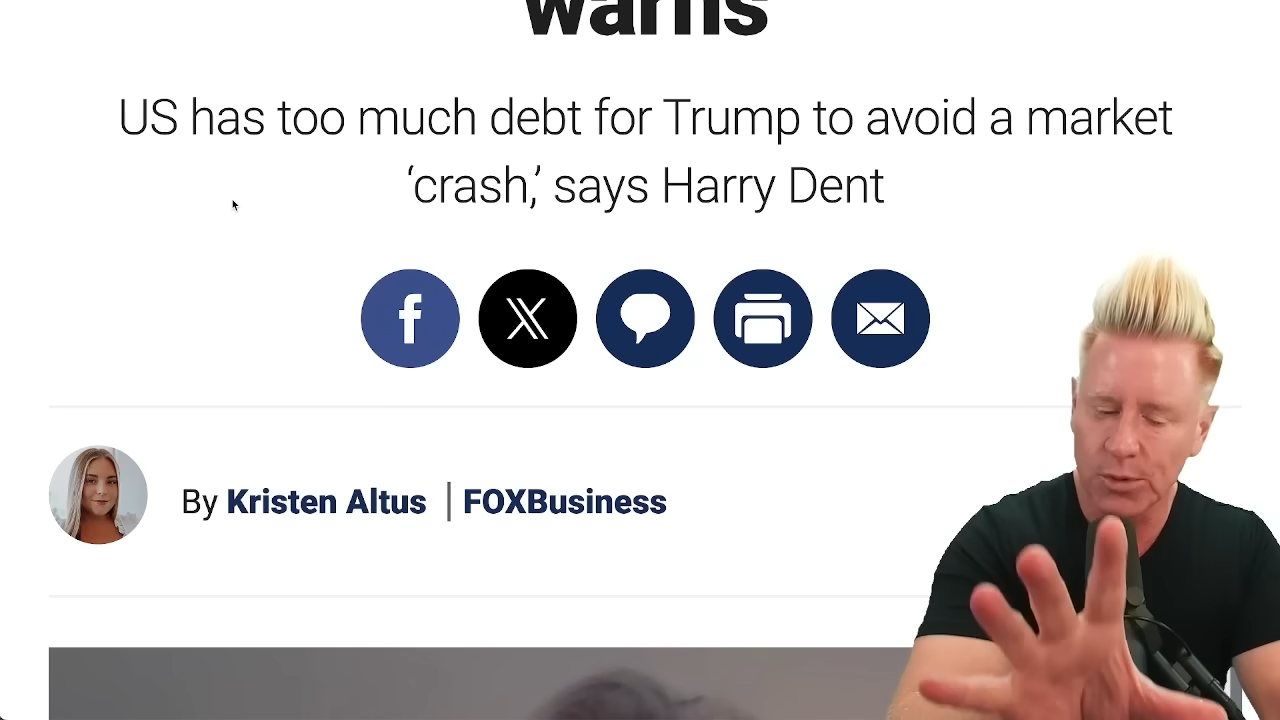 warns
US has too much debt for Trump to avoid a market
‘crash,’ says Harry Dent
By Kristen Altus | FOXBusiness